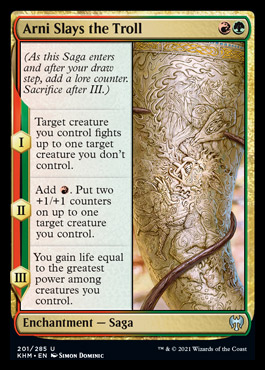 Arni Slays the Troll
(As this Saga enters
and after your draw
step, add a lore counter.
Sacrifice after III.)
I
Target creature
you control fights
up to one target
creature you don't
control.
II
Add R. Put two
+1/+1 counters
on up to one
target creature
you control.
III
You gain life equal
to the greatest
power among
creatures you
control.
Enchantment — Saga
201/285 U
KHM • EN Simon Dominic
™ & © 2021 Wizards of the Coast